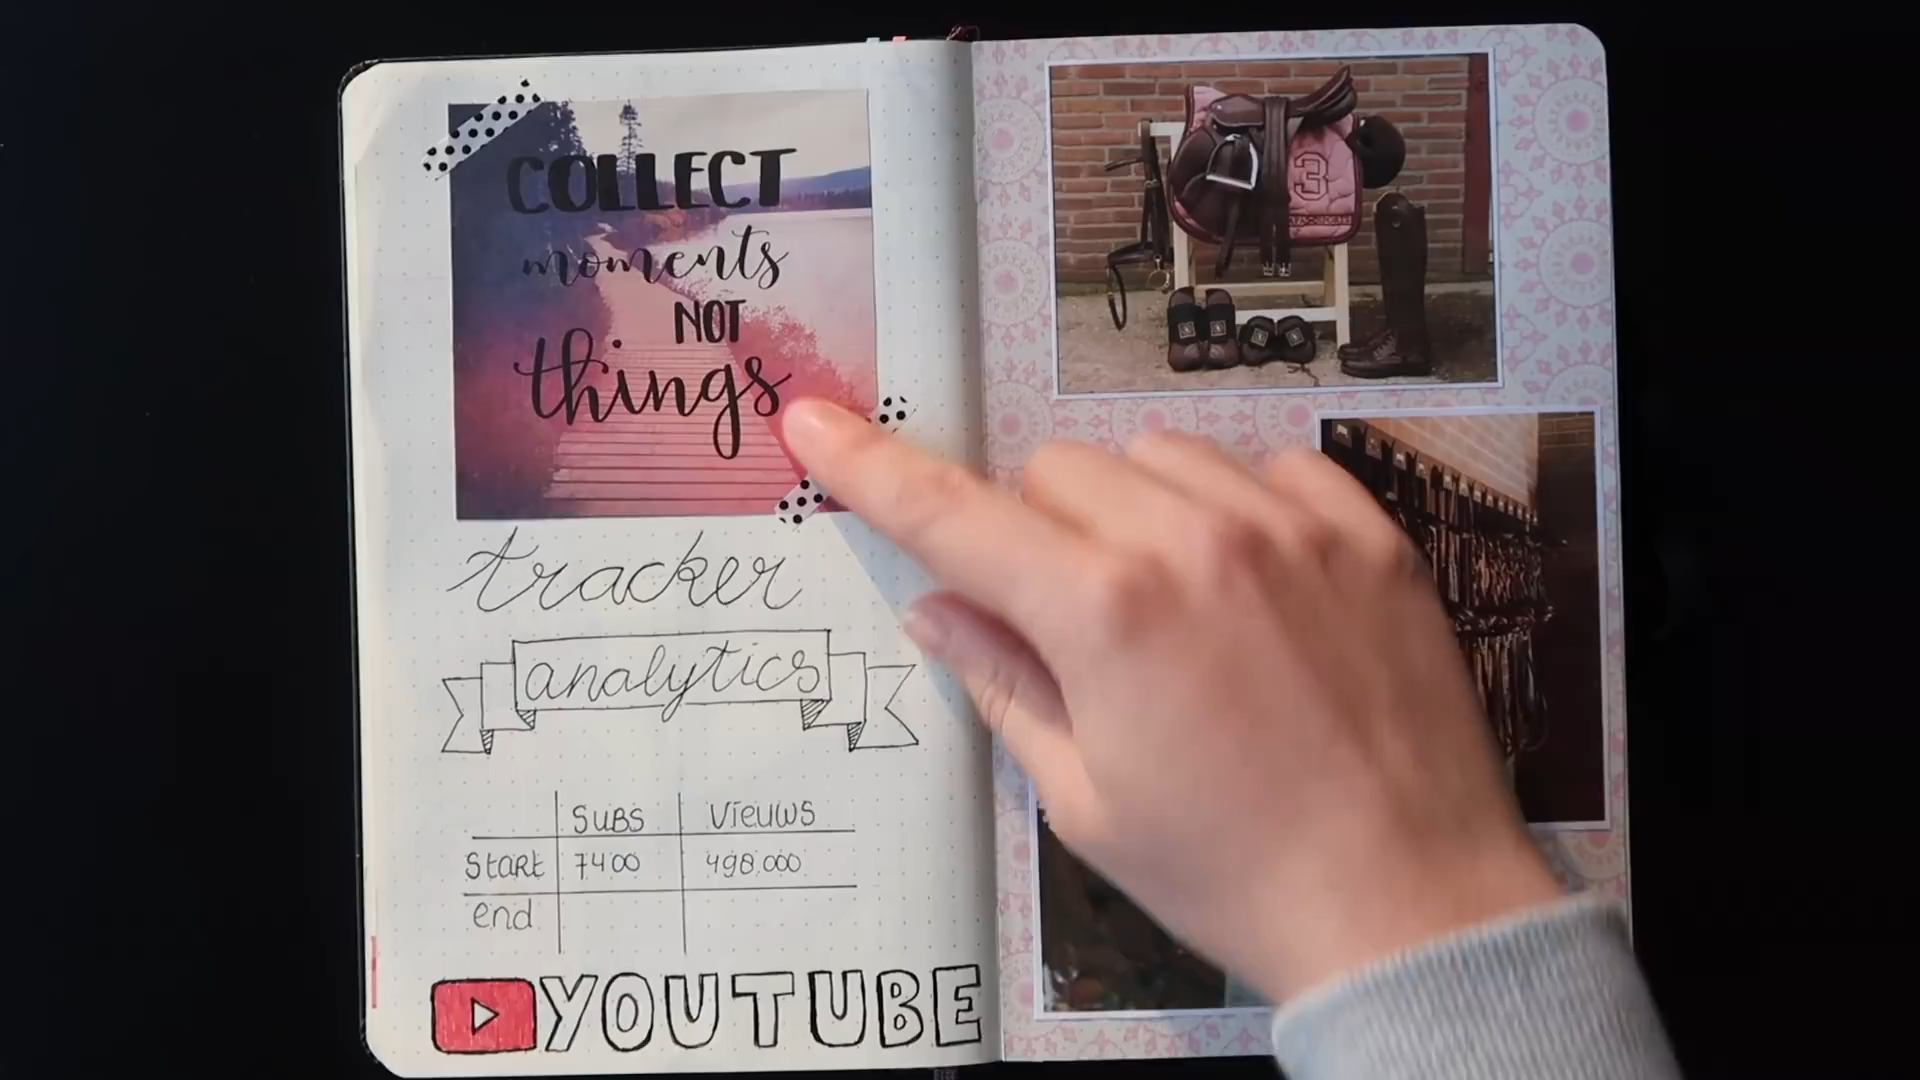 COLLECT
moments
NOT
things
tracker
analytics
SUBS VIEUWS
Start 7400 498.000
end
YOUTUBE
3